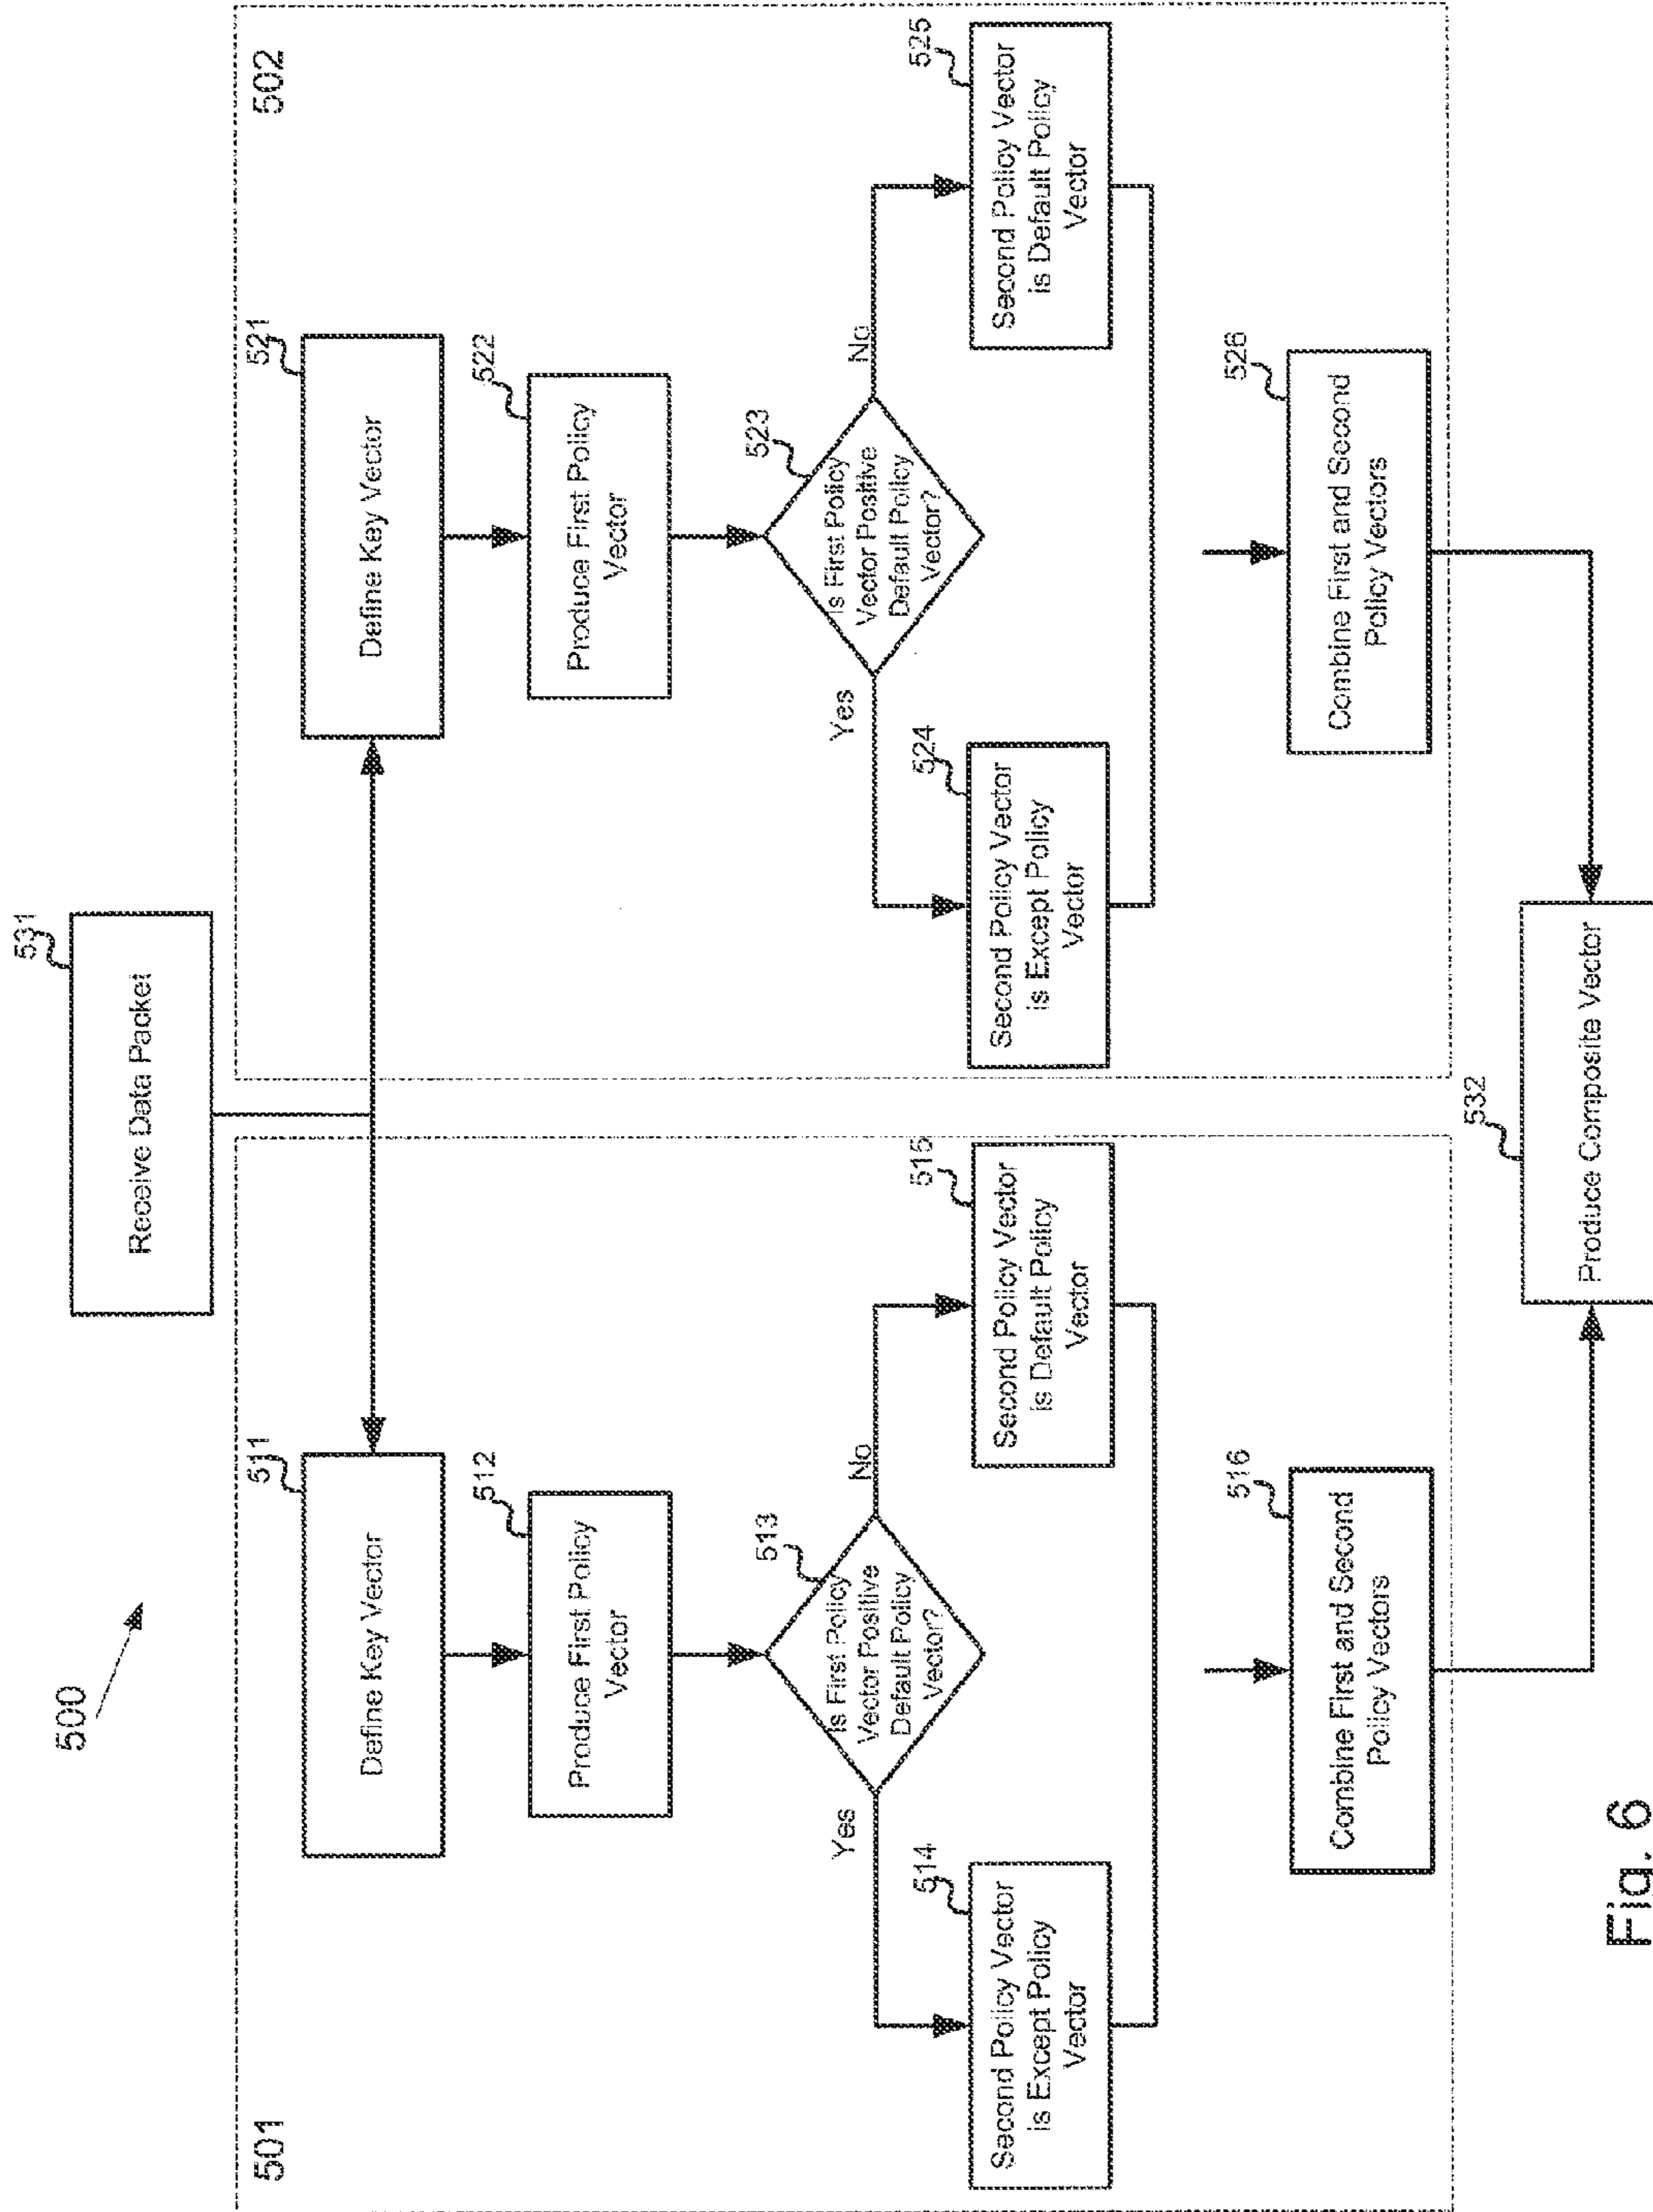 500
531
Receive Data Packet
501
511
Define Key Vector
512
Produce First Policy
Vector
513
Is First Policy
Vector Positive
Default Policy
Vector?
Yes
No
514
Second Policy Vector
is Except Policy
Vector
515
Second Policy Vector
is Default Policy
Vector
516
Combine First and Second
Policy Vectors
502
521
Define Key Vector
522
Produce First Policy
Vector
523
Is First Policy
Vector Positive
Default Policy
Vector?
Yes
No
524
Second Policy Vector
is Except Policy
Vector
525
Second Policy Vector
is Default Policy
Vector
526
Combine First and Second
Policy Vectors
532
Produce Composite Vector
Fig. 6